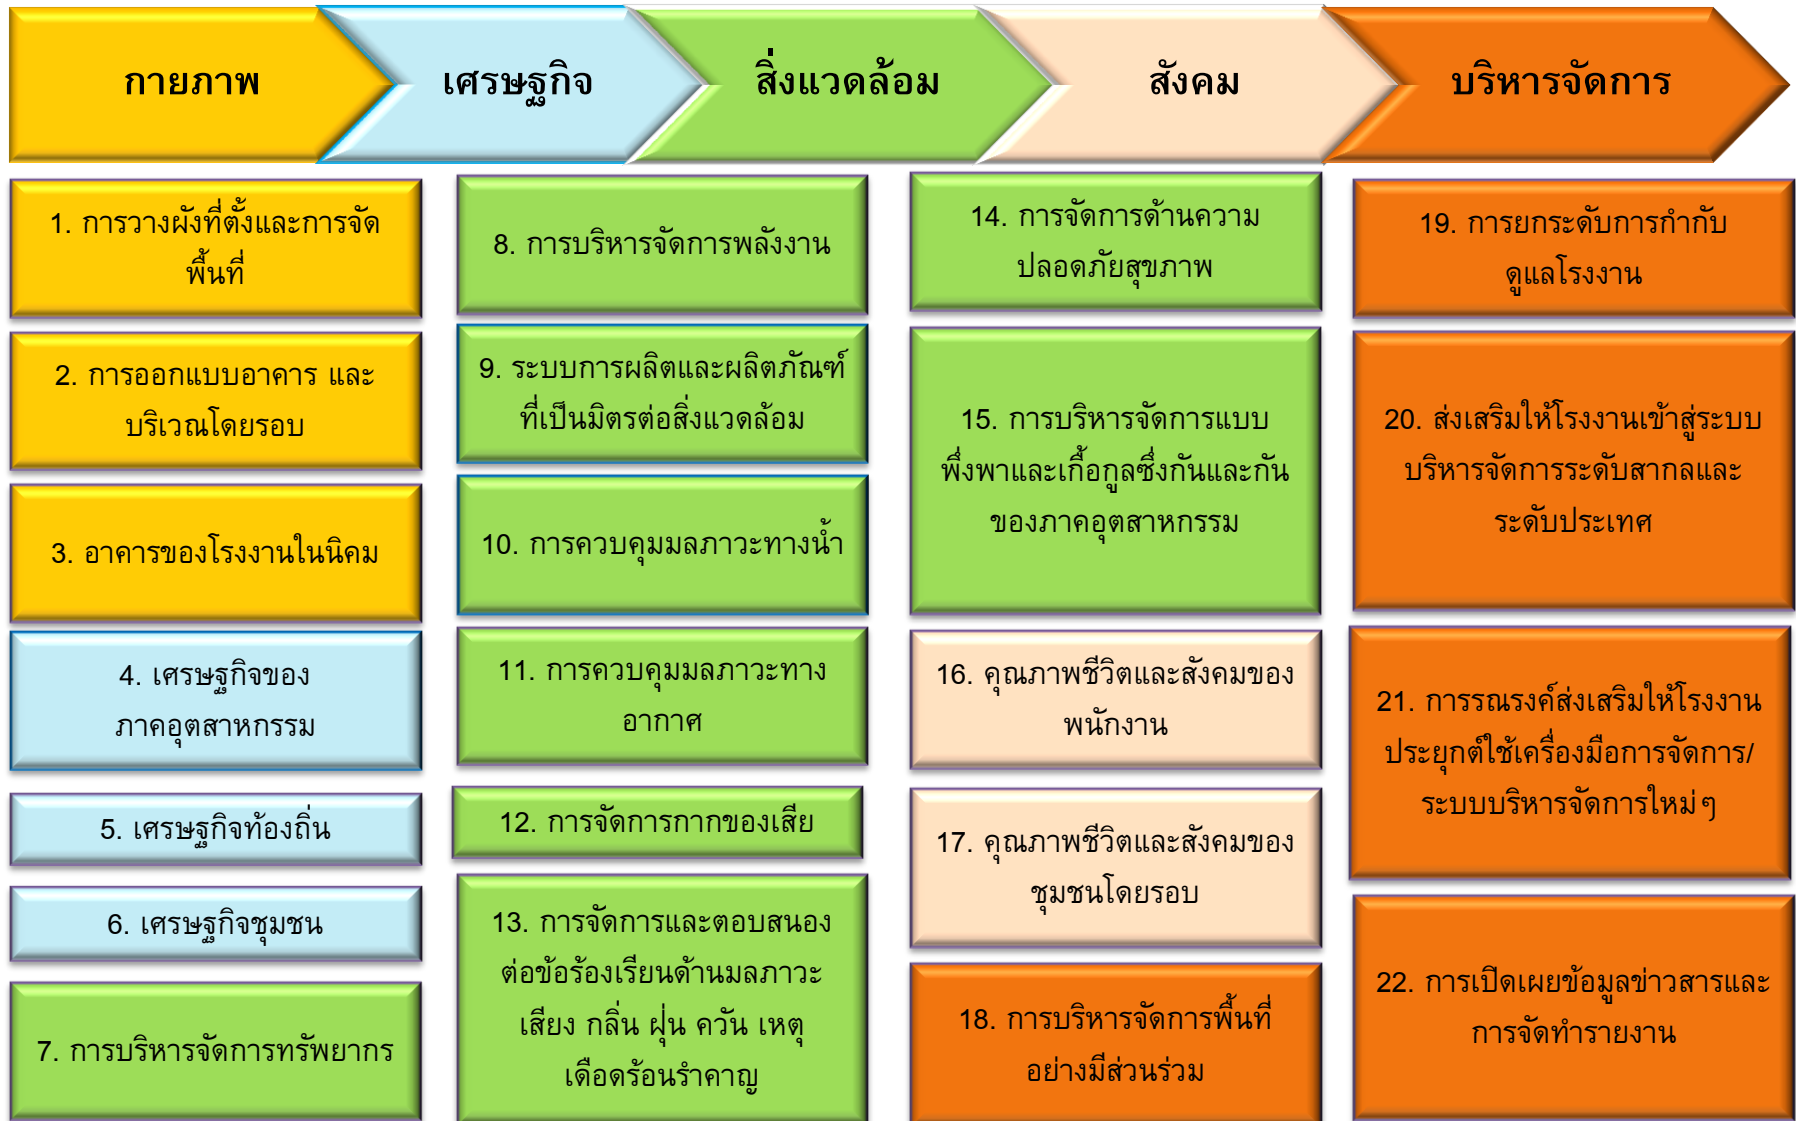 กายภาพ
เศรษฐกิจ
สิ่งแวดล้อม
สังคม
บริหารจัดการ
1. การวางผังที่ตั้งและการจัด
พื้นที่
2. การออกแบบอาคาร และ
บริเวณโดยรอบ
3. อาคารของโรงงานในนิคม
4. เศรษฐกิจของ
ภาคอุตสาหกรรม
5. เศรษฐกิจท้องถิ่น
6. เศรษฐกิจชุมชน
7. การบริหารจัดการทรัพยากร
8. การบริหารจัดการพลังงาน
9. ระบบการผลิตและผลิตภัณฑ์
ที่เป็นมิตรต่อสิ่งแวดล้อม
10. การควบคุมมลภาวะทางน้ำ
11. การควบคุมมลภาวะทาง
อากาศ
12. การจัดการกากของเสีย
13. การจัดการและตอบสนอง
ต่อข้อร้องเรียนด้านมลภาวะ
เสียง กลิ่น ฝุ่น ควัน เหตุ
เดือดร้อนรำคาญ
14. การจัดการด้านความ
ปลอดภัยสุขภาพ
15. การบริหารจัดการแบบ
พึ่งพาและเกื้อกูลซึ่งกันและกัน
ของภาคอุตสาหกรรม
16. คุณภาพชีวิตและสังคมของ
พนักงาน
17. คุณภาพชีวิตและสังคมของ
ชุมชนโดยรอบ
18. การบริหารจัดการพื้นที่
อย่างมีส่วนร่วม
19. การยกระดับการกำกับ
ดูแลโรงงาน
20. ส่งเสริมให้โรงงานเข้าสู่ระบบ
บริหารจัดการระดับสากลและ
ระดับประเทศ
21. การรณรงค์ส่งเสริมให้โรงงาน
ประยุกต์ใช้เครื่องมือการจัดการ/
ระบบบริหารจัดการใหม่ๆ
22. การเปิดเผยข้อมูลข่าวสารและ
การจัดทำรายงาน